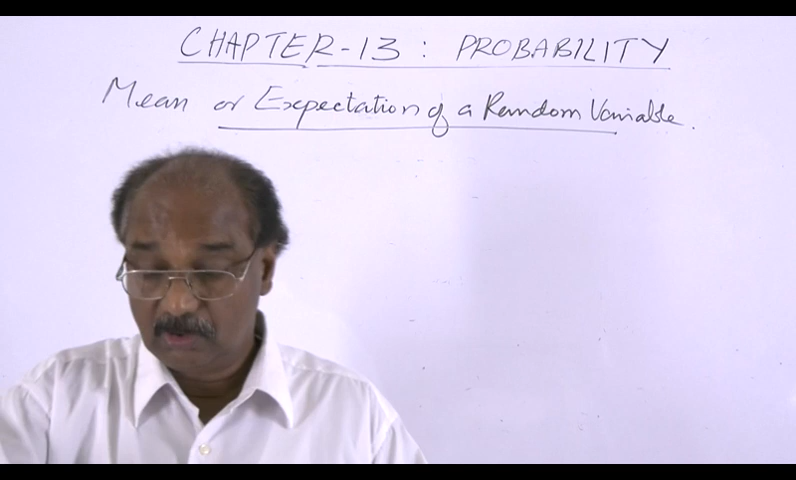 CHAPTER-13 : PROBABILITY
Mean or Expectation of a Random Variable.